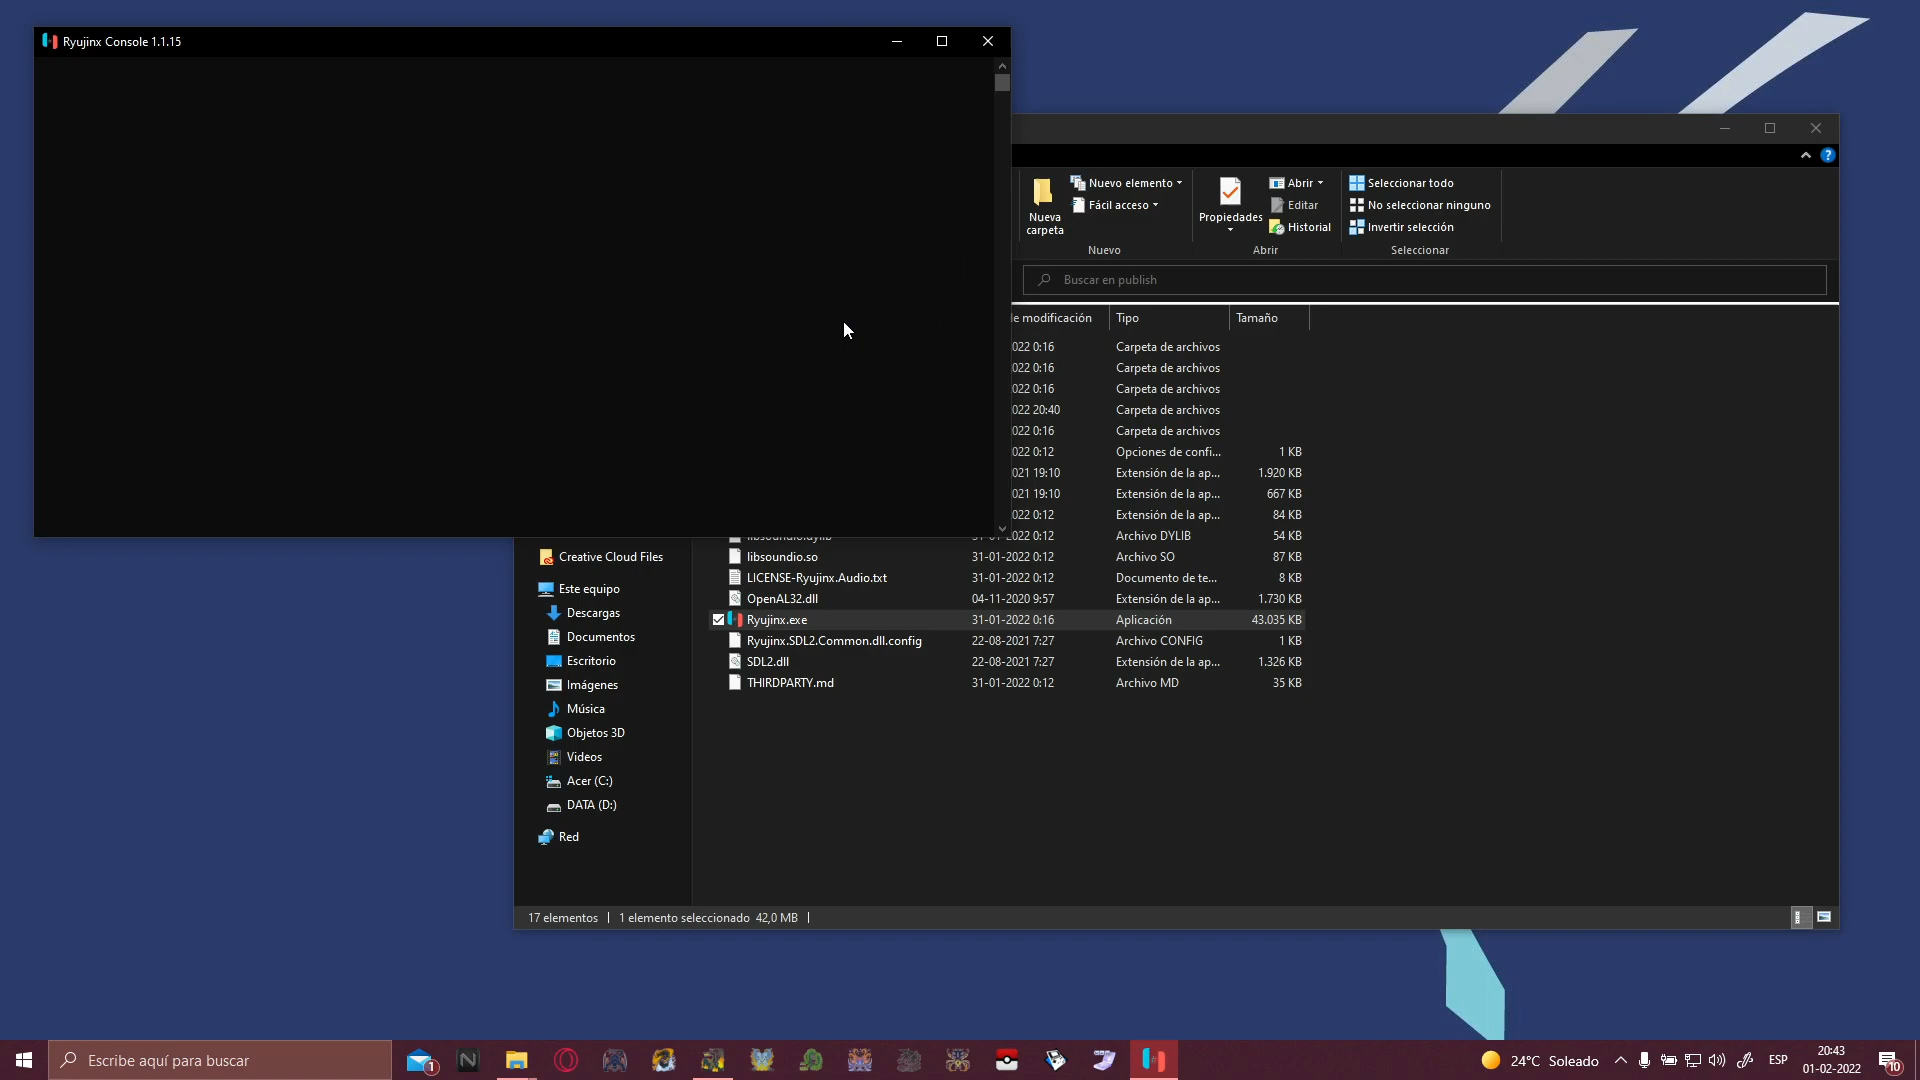 Ryujinx Console 1.1.15
Nueva carpeta
Nuevo elemento
Fácil acceso
Nuevo
Propiedades
Abrir
Editar
Historial
Abrir
Seleccionar todo
No seleccionar ninguno
Invertir selección
Seleccionar
Buscar en publish
de modificación Tipo Tamaño
022 0:16 Carpeta de archivos
022 0:16 Carpeta de archivos
022 0:16 Carpeta de archivos
022 20:40 Carpeta de archivos
022 0:16 Carpeta de archivos
022 0:12 Opciones de confi... 1 KB
021 19:10 Extensión de la ap... 1.920 KB
021 19:10 Extensión de la ap... 667 KB
022 0:12 Extensión de la ap... 84 KB
libsoundio.dylib 31-01-2022 0:12 Archivo DYLIB 54 KB
libsoundio.so 31-01-2022 0:12 Archivo SO 87 KB
LICENSE-Ryujinx.Audio.txt 31-01-2022 0:12 Documento de te... 8 KB
OpenAL32.dll 04-11-2020 9:57 Extensión de la ap... 1.730 KB
Ryujinx.exe 31-01-2022 0:16 Aplicación 43.035 KB
Ryujinx.SDL2.Common.dll.config 22-08-2021 7:27 Archivo CONFIG 1 KB
SDL2.dll 22-08-2021 7:27 Extensión de la ap... 1.326 KB
THIRDPARTY.md 31-01-2022 0:12 Archivo MD 35 KB
Creative Cloud Files
Este equipo
Descargas
Documentos
Escritorio
Imágenes
Música
Objetos 3D
Videos
Acer (C:)
DATA (D:)
Red
17 elementos | 1 elemento seleccionado 42,0 MB |
Escribe aquí para buscar
1
N
24°C Soleado
ESP
20:43
01-02-2022
10